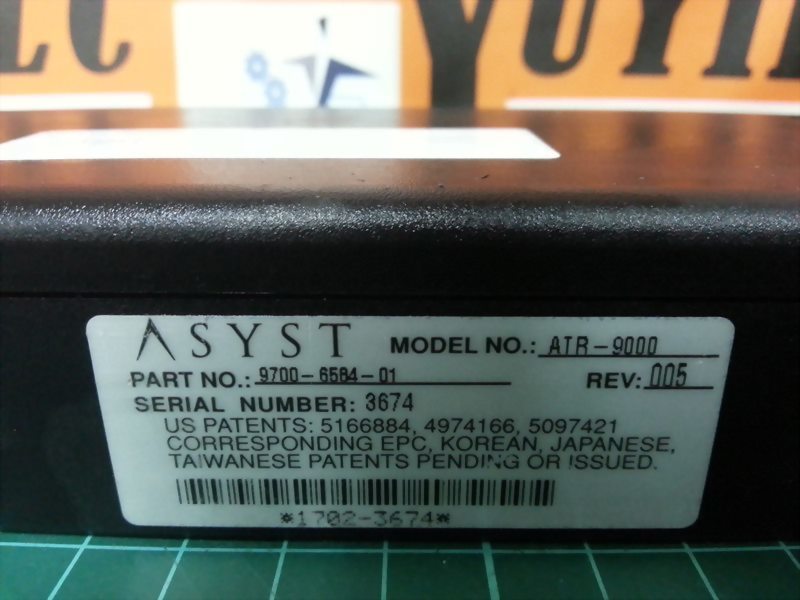 ASYST
MODEL NO.: ATR-9000
PART NO.: 9700-6584-01 REV: 005
SERIAL NUMBER: 3674
US PATENTS: 5166884, 4974166, 5097421
CORRESPONDING EPC, KOREAN, JAPANESE,
TAIWANESE PATENTS PENDING OR ISSUED.
*1702-3674*